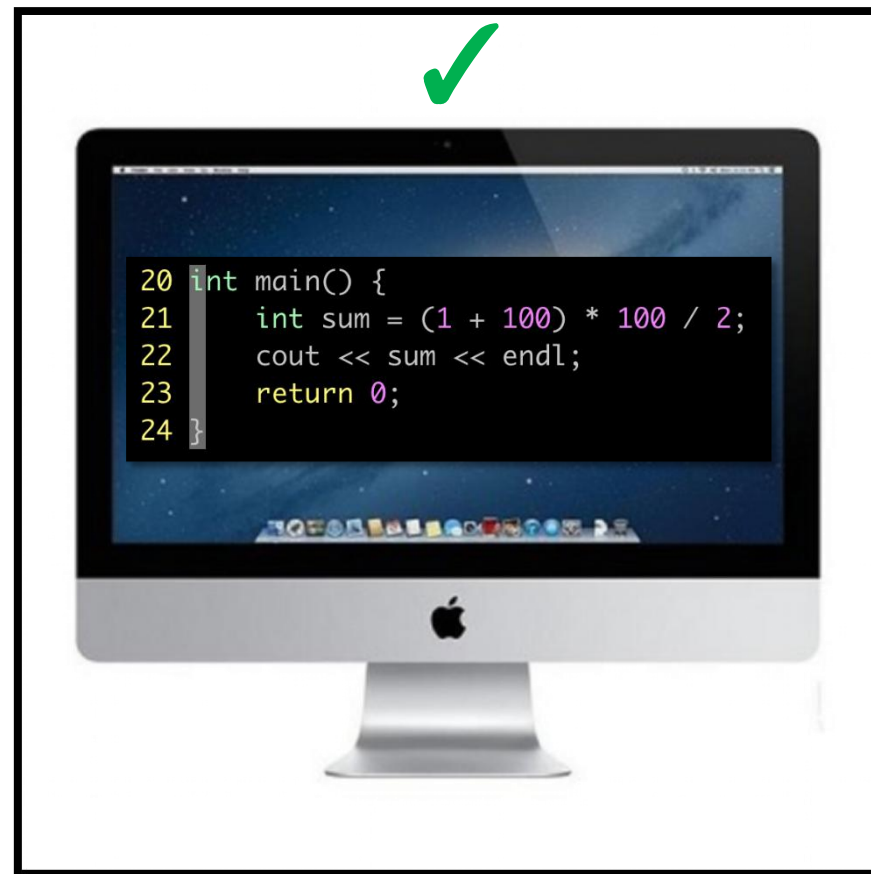 20 int main() {
21     int sum = (1 + 100) * 100 / 2;
22     cout << sum << endl;
23     return 0;
24 }